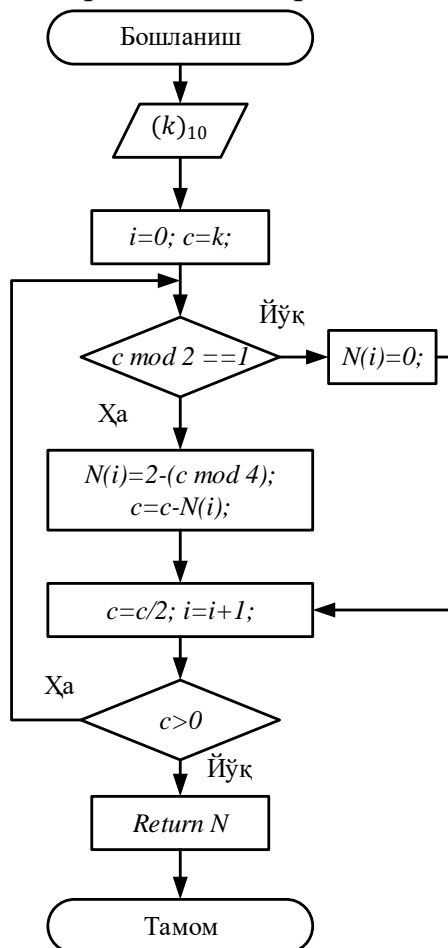 Бошланиш
(k)₁₀
i=0; c=k;
Йўқ
c mod 2 ==1
N(i)=0;
Ҳа
N(i)=2-(c mod 4);
c=c-N(i);
c=c/2; i=i+1;
Ҳа
c>0
Йўқ
Return N
Тамом